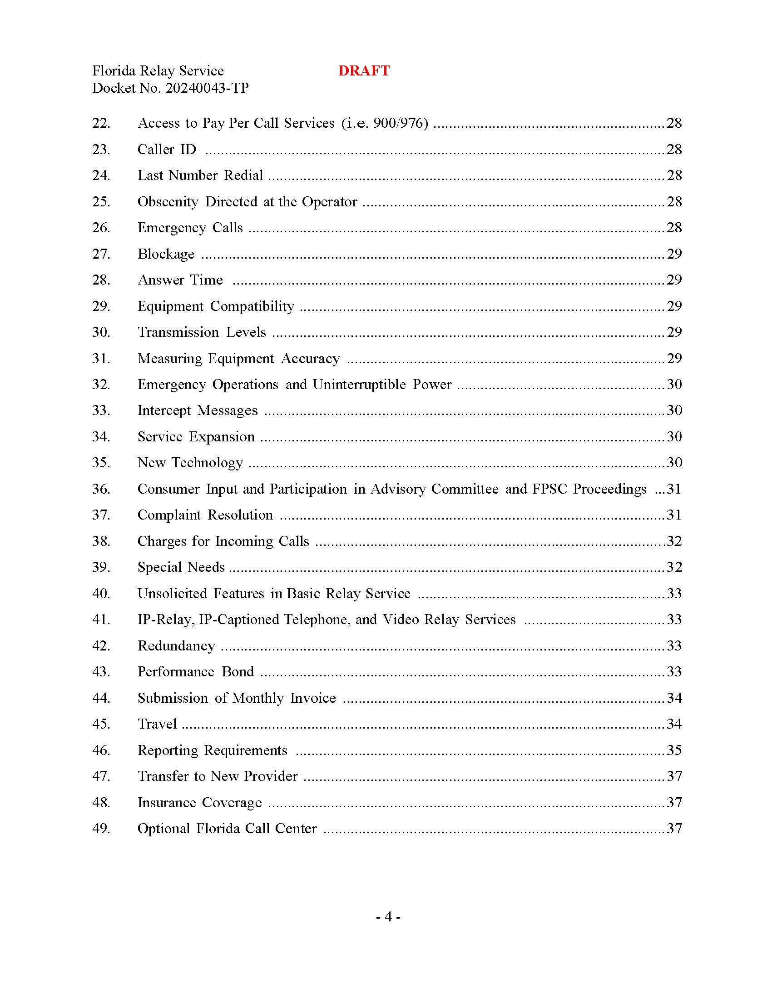 Florida Relay Service DRAFT
Docket No. 20240043-TP
22. Access to Pay Per Call Services (i.e. 900/976) ........................................................... 28
23. Caller ID ........................................................... 28
24. Last Number Redial ........................................................... 28
25. Obscenity Directed at the Operator ........................................................... 28
26. Emergency Calls ........................................................... 28
27. Blockage ........................................................... 29
28. Answer Time ........................................................... 29
29. Equipment Compatibility ........................................................... 29
30. Transmission Levels ........................................................... 29
31. Measuring Equipment Accuracy ........................................................... 29
32. Emergency Operations and Uninterruptible Power ........................................................... 30
33. Intercept Messages ........................................................... 30
34. Service Expansion ........................................................... 30
35. New Technology ........................................................... 30
36. Consumer Input and Participation in Advisory Committee and FPSC Proceedings ... 31
37. Complaint Resolution ........................................................... 31
38. Charges for Incoming Calls ........................................................... 32
39. Special Needs ........................................................... 32
40. Unsolicited Features in Basic Relay Service ........................................................... 33
41. IP-Relay, IP-Captioned Telephone, and Video Relay Services .................................... 33
42. Redundancy ........................................................... 33
43. Performance Bond ........................................................... 33
44. Submission of Monthly Invoice ........................................................... 34
45. Travel ........................................................... 34
46. Reporting Requirements ........................................................... 35
47. Transfer to New Provider ........................................................... 37
48. Insurance Coverage ........................................................... 37
49. Optional Florida Call Center ........................................................... 37
- 4 -